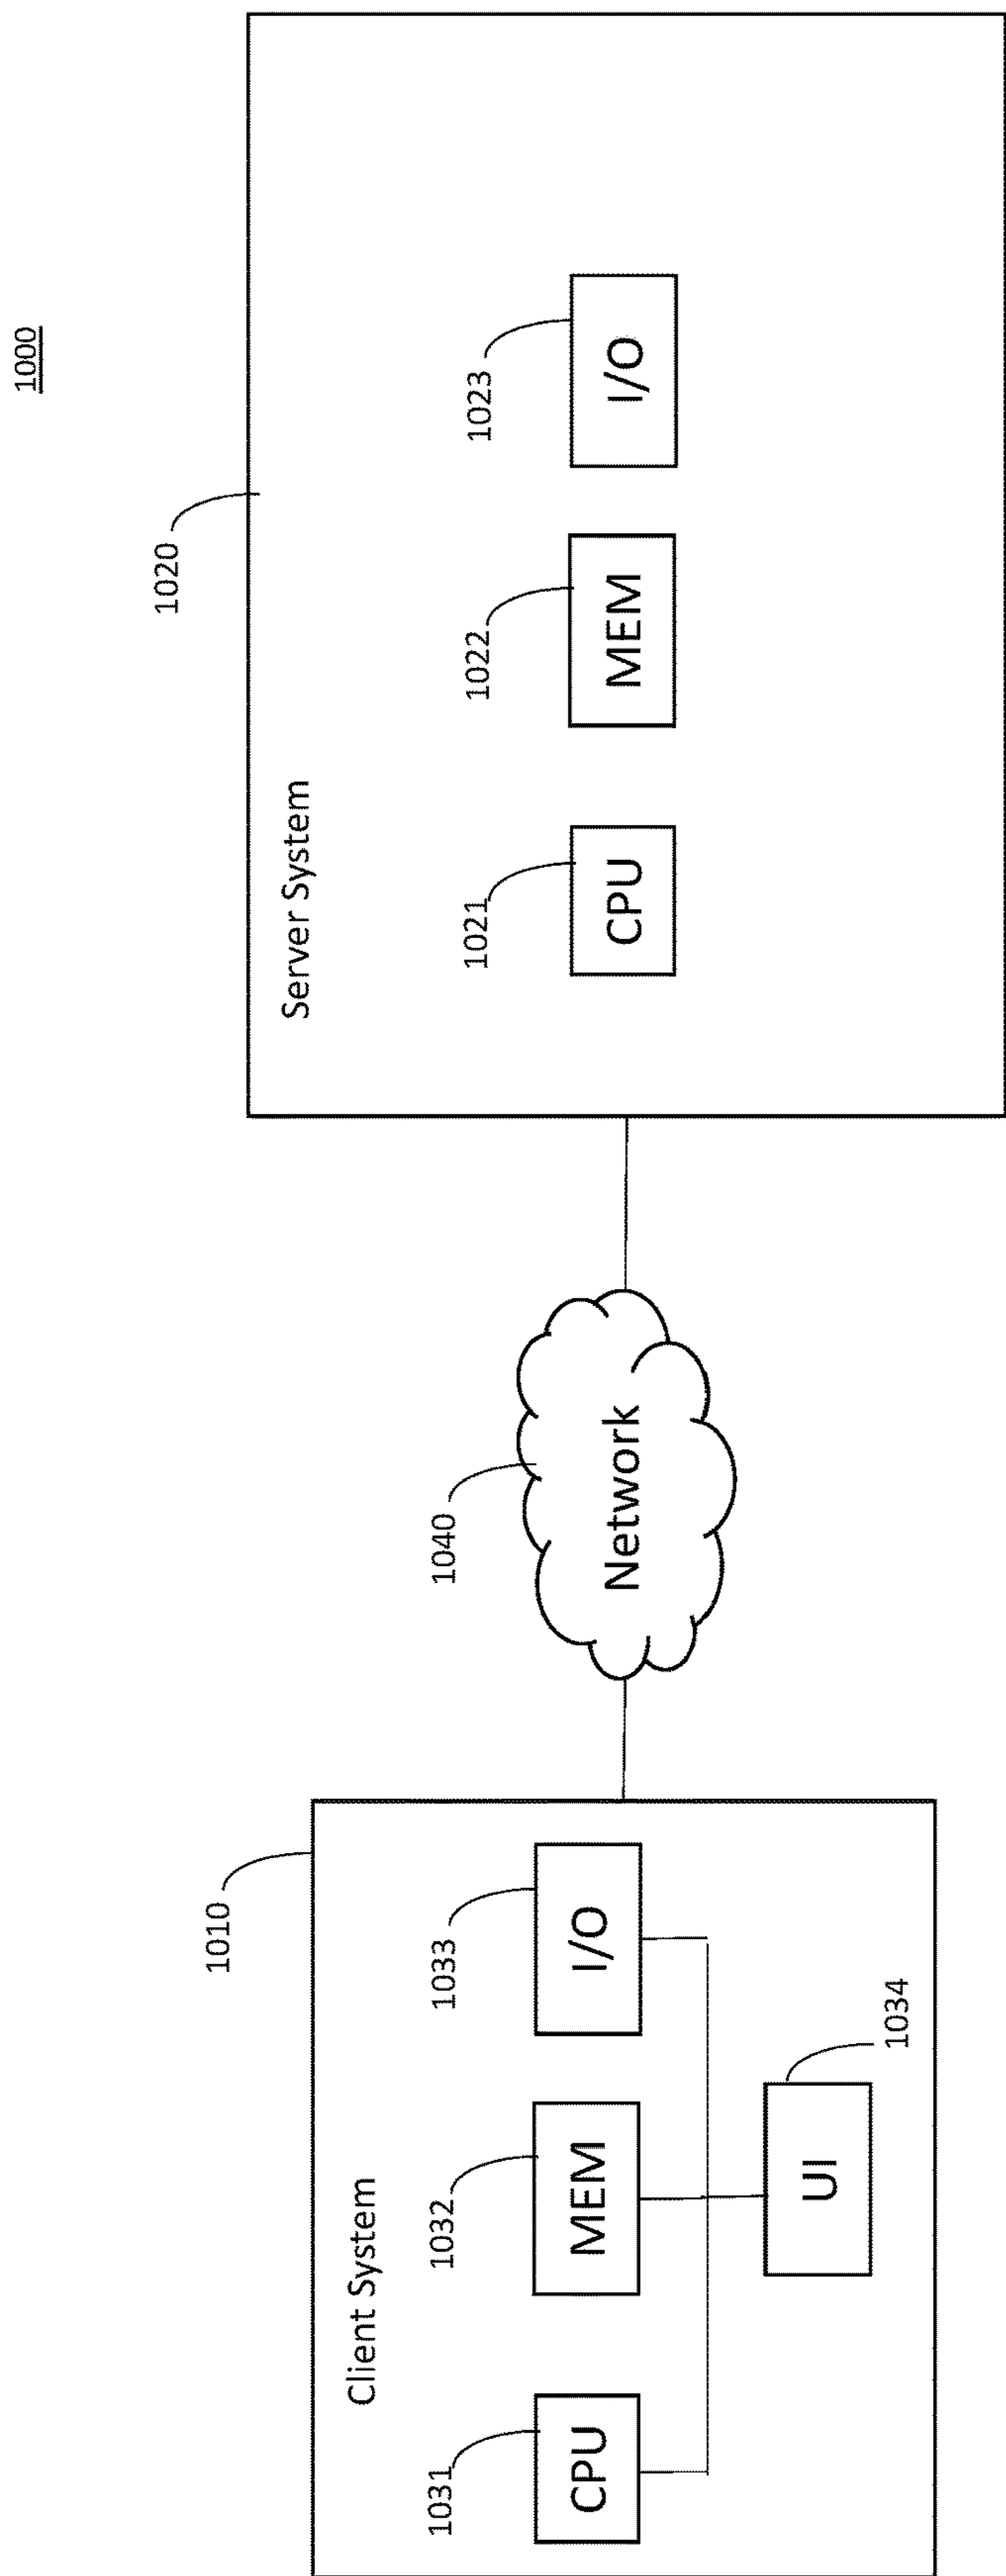 1000
1010
Client System
1031
CPU
1032
MEM
1033
I/O
1034
UI
1040
Network
1020
Server System
1021
CPU
1022
MEM
1023
I/O